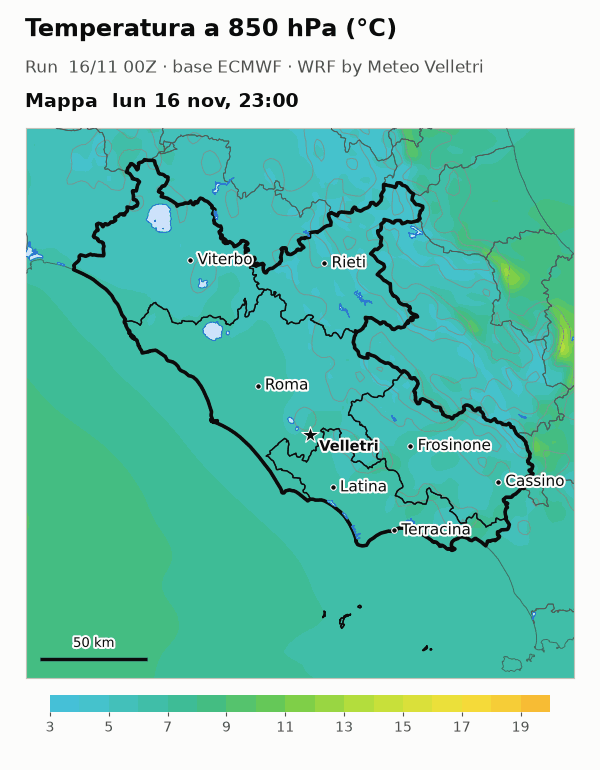 Temperatura a 850 hPa (°C)
Run  16/11 00Z · base ECMWF · WRF by Meteo Velletri
Mappa  lun 16 nov, 23:00
Viterbo
Rieti
Roma
Velletri
Frosinone
Cassino
Latina
Terracina
50 km
3 5 7 9 11 13 15 17 19